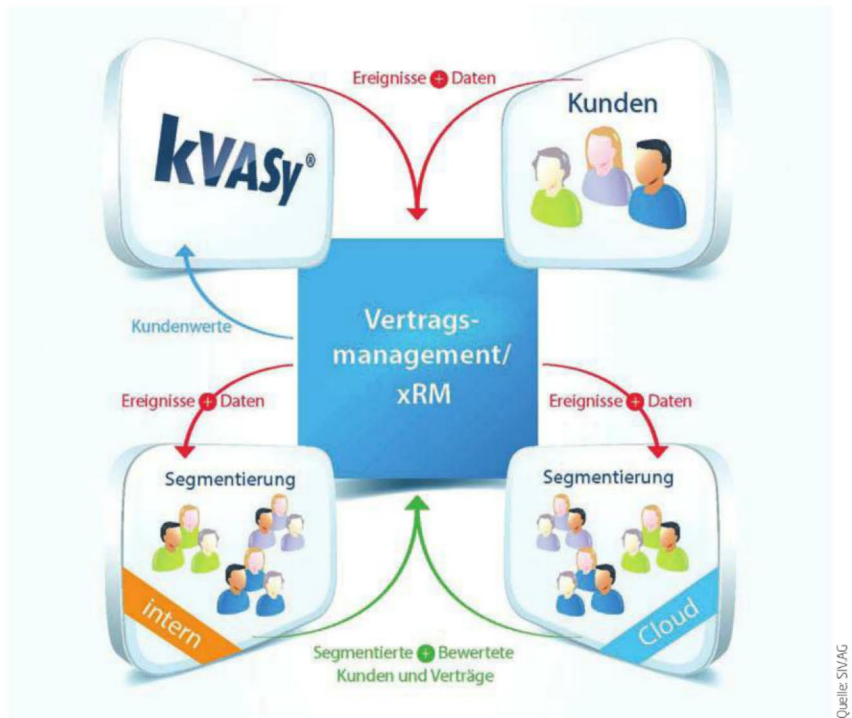 Ereignisse + Daten
kVASy®
Kunden
Kundenwerte
Vertrags-
management/
xRM
Ereignisse + Daten
Ereignisse + Daten
Segmentierung
Segmentierung
intern
Cloud
Segmentierte + Bewertete
Kunden und Verträge
Quelle: SIV.AG